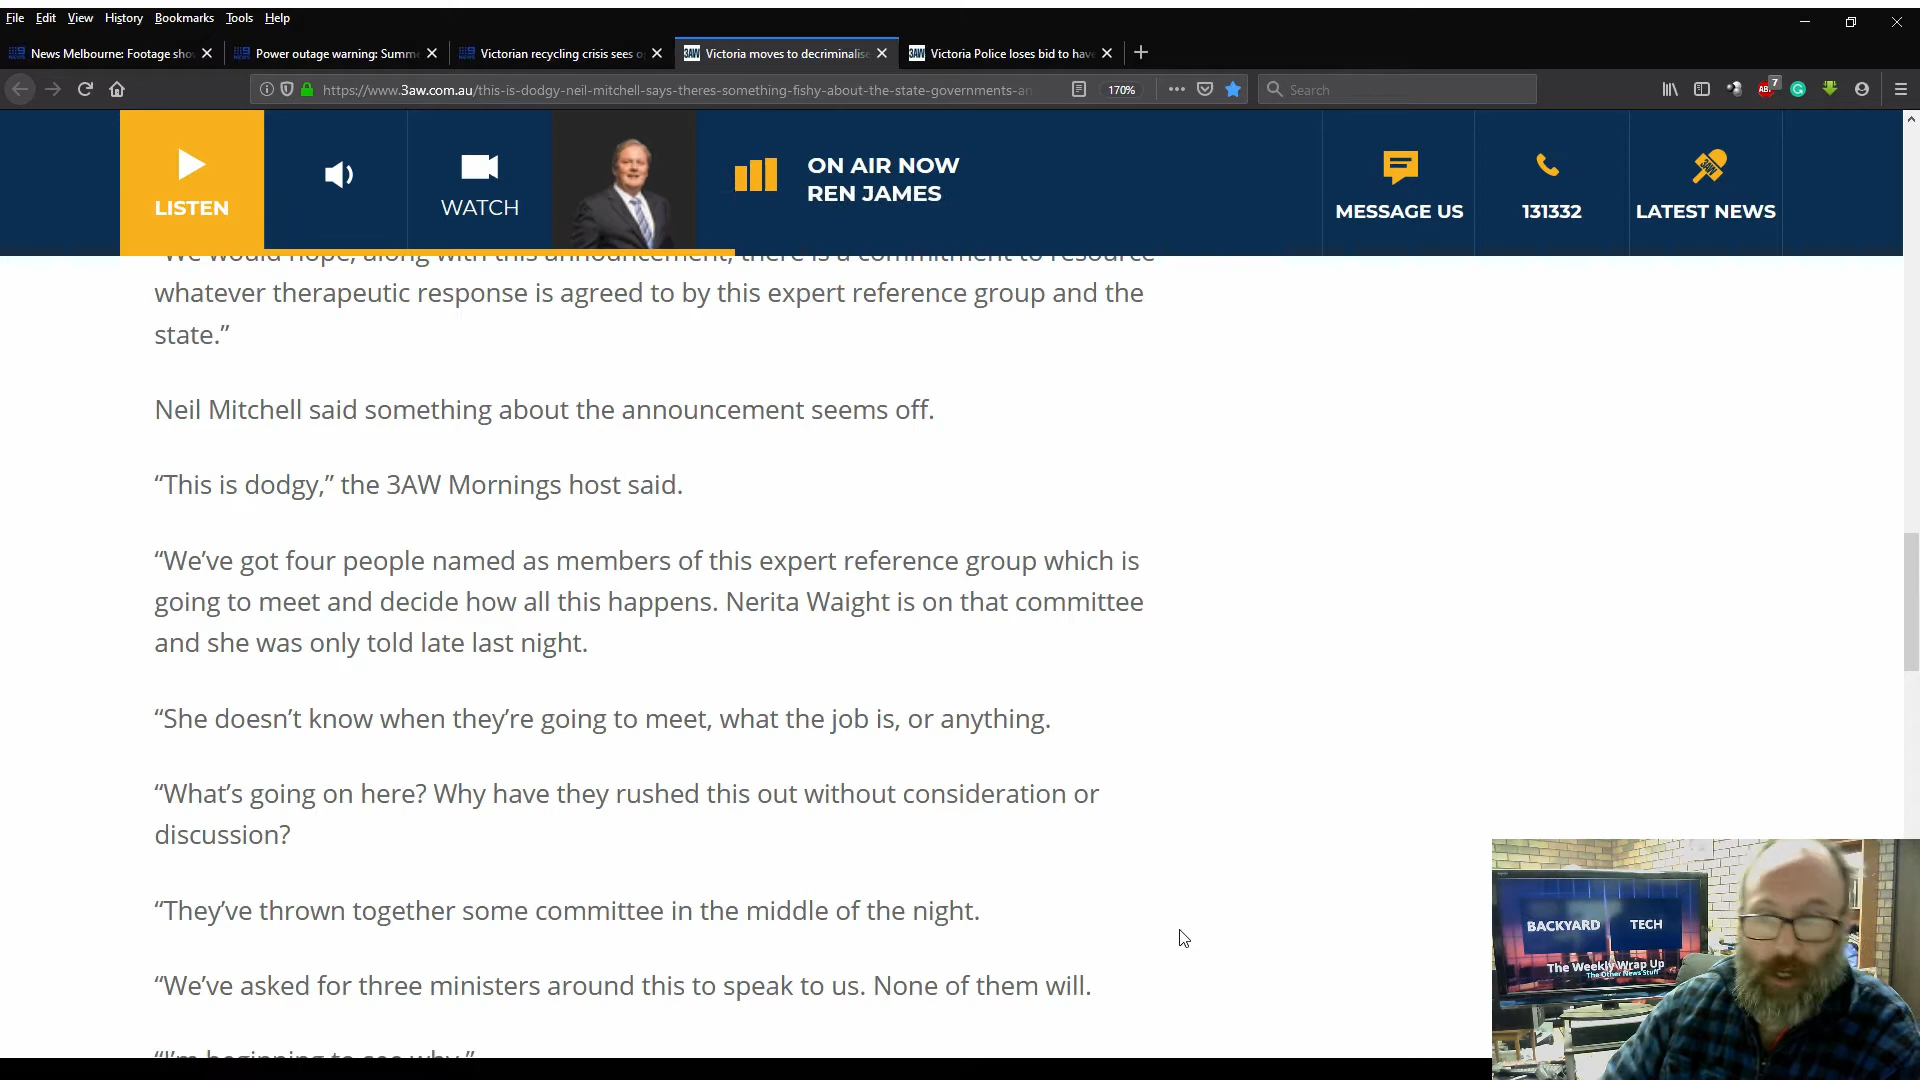 File Edit View History Bookmarks Tools Help
News Melbourne: Footage sho
Power outage warning: Summ
Victorian recycling crisis sees o
3AW Victoria moves to decriminalise
3AW Victoria Police loses bid to have
https://www.3aw.com.au/this-is-dodgy-neil-mitchell-says-theres-something-fishy-about-the-state-governments-an
170%
Search
7
LISTEN
WATCH
ON AIR NOW
REN JAMES
MESSAGE US
131332
LATEST NEWS
“We would hope, along with this announcement, there is a commitment to resource
whatever therapeutic response is agreed to by this expert reference group and the
state.”
Neil Mitchell said something about the announcement seems off.
“This is dodgy,” the 3AW Mornings host said.
“We’ve got four people named as members of this expert reference group which is
going to meet and decide how all this happens. Nerita Waight is on that committee
and she was only told late last night.
“She doesn’t know when they’re going to meet, what the job is, or anything.
“What’s going on here? Why have they rushed this out without consideration or
discussion?
“They’ve thrown together some committee in the middle of the night.
“We’ve asked for three ministers around this to speak to us. None of them will.
“I’m beginning to see why.”
BACKYARD TECH
The Weekly Wrap Up
The Other News Stuff